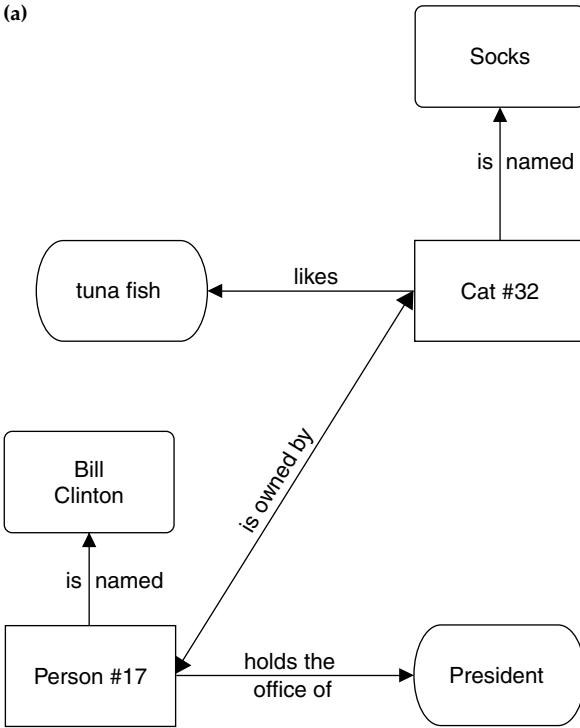 (a)
Socks
is named
tuna fish
likes
Cat #32
is owned by
Bill
Clinton
is named
Person #17
holds the
office of
President